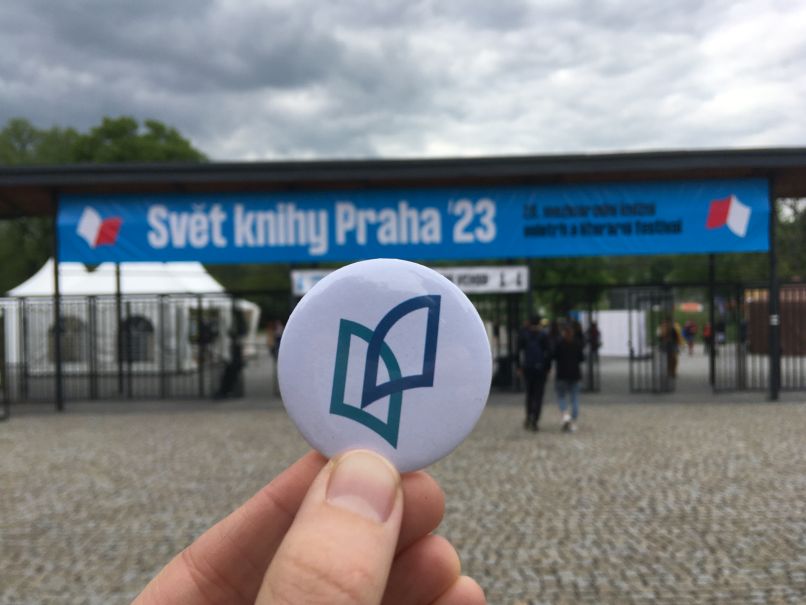 Svět knihy Praha '23
28. mezinárodní knižní
veletrh a literární festival